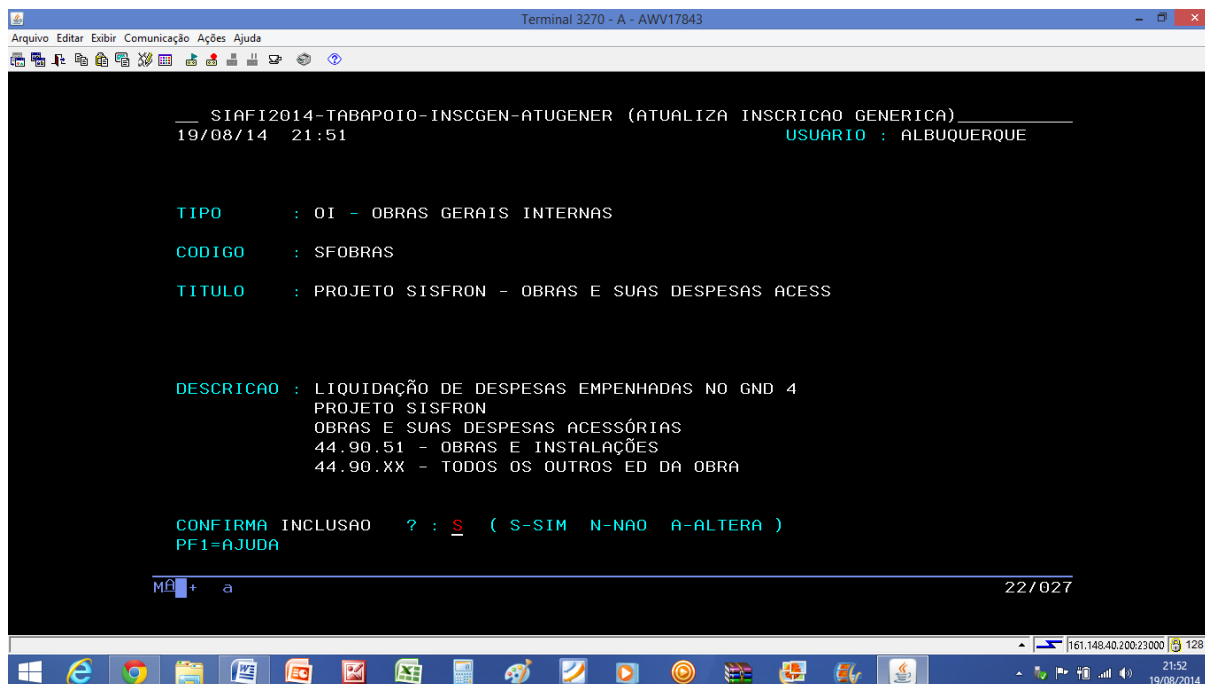 Terminal 3270 - A - AWV17843
Arquivo Editar Exibir Comunicação Ações Ajuda
__ SIAFI2014-TABAPOIO-INSCGEN-ATUGENER (ATUALIZA INSCRICAO GENERICA)__________
19/08/14 21:51 USUARIO : ALBUQUERQUE
TIPO : OI - OBRAS GERAIS INTERNAS
CODIGO : SFOBRAS
TITULO : PROJETO SISFRON - OBRAS E SUAS DESPESAS ACESS
DESCRICAO : LIQUIDAÇÃO DE DESPESAS EMPENHADAS NO GND 4
PROJETO SISFRON
OBRAS E SUAS DESPESAS ACESSÓRIAS
44.90.51 - OBRAS E INSTALAÇÕES
44.90.XX - TODOS OS OUTROS ED DA OBRA
CONFIRMA INCLUSAO ? : S ( S-SIM N-NAO A-ALTERA )
PF1=AJUDA
MA + a 22/027
161.148.40.200:23000 128
21:52
19/08/2014